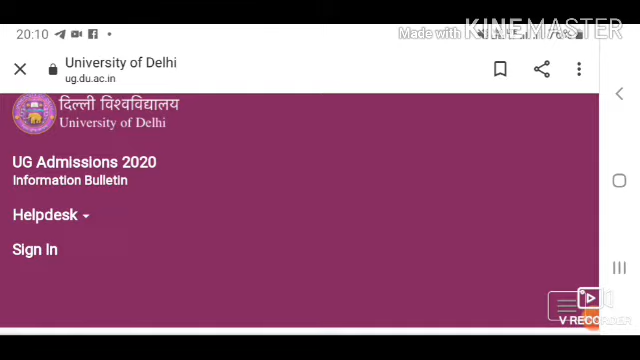 20:10
Made with KINEMASTER
University of Delhi
ug.du.ac.in
दिल्ली विश्वविद्यालय
University of Delhi
UG Admissions 2020
Information Bulletin
Helpdesk
Sign In
V RECORDER